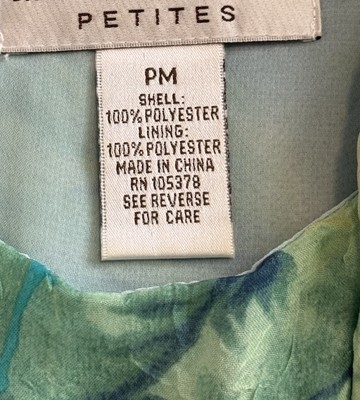 PETITES
PM
SHELL:
100% POLYESTER
LINING:
100% POLYESTER
MADE IN CHINA
RN 105378
SEE REVERSE
FOR CARE